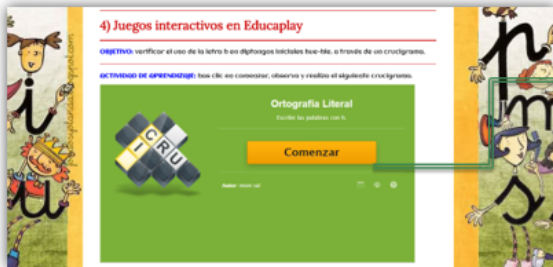 4) Juegos interactivos en Educaplay
OBJETIVO: verificar el uso de la letra h en diptongos iniciales hue-hie, a través de un crucigrama.
ACTIVIDAD DE APRENDIZAJE: has clic en comenzar, observa y realiza el siguiente crucigrama.
Ortografía Literal
Escribe las palabras con h.
CRU
I
Comenzar
Autor: